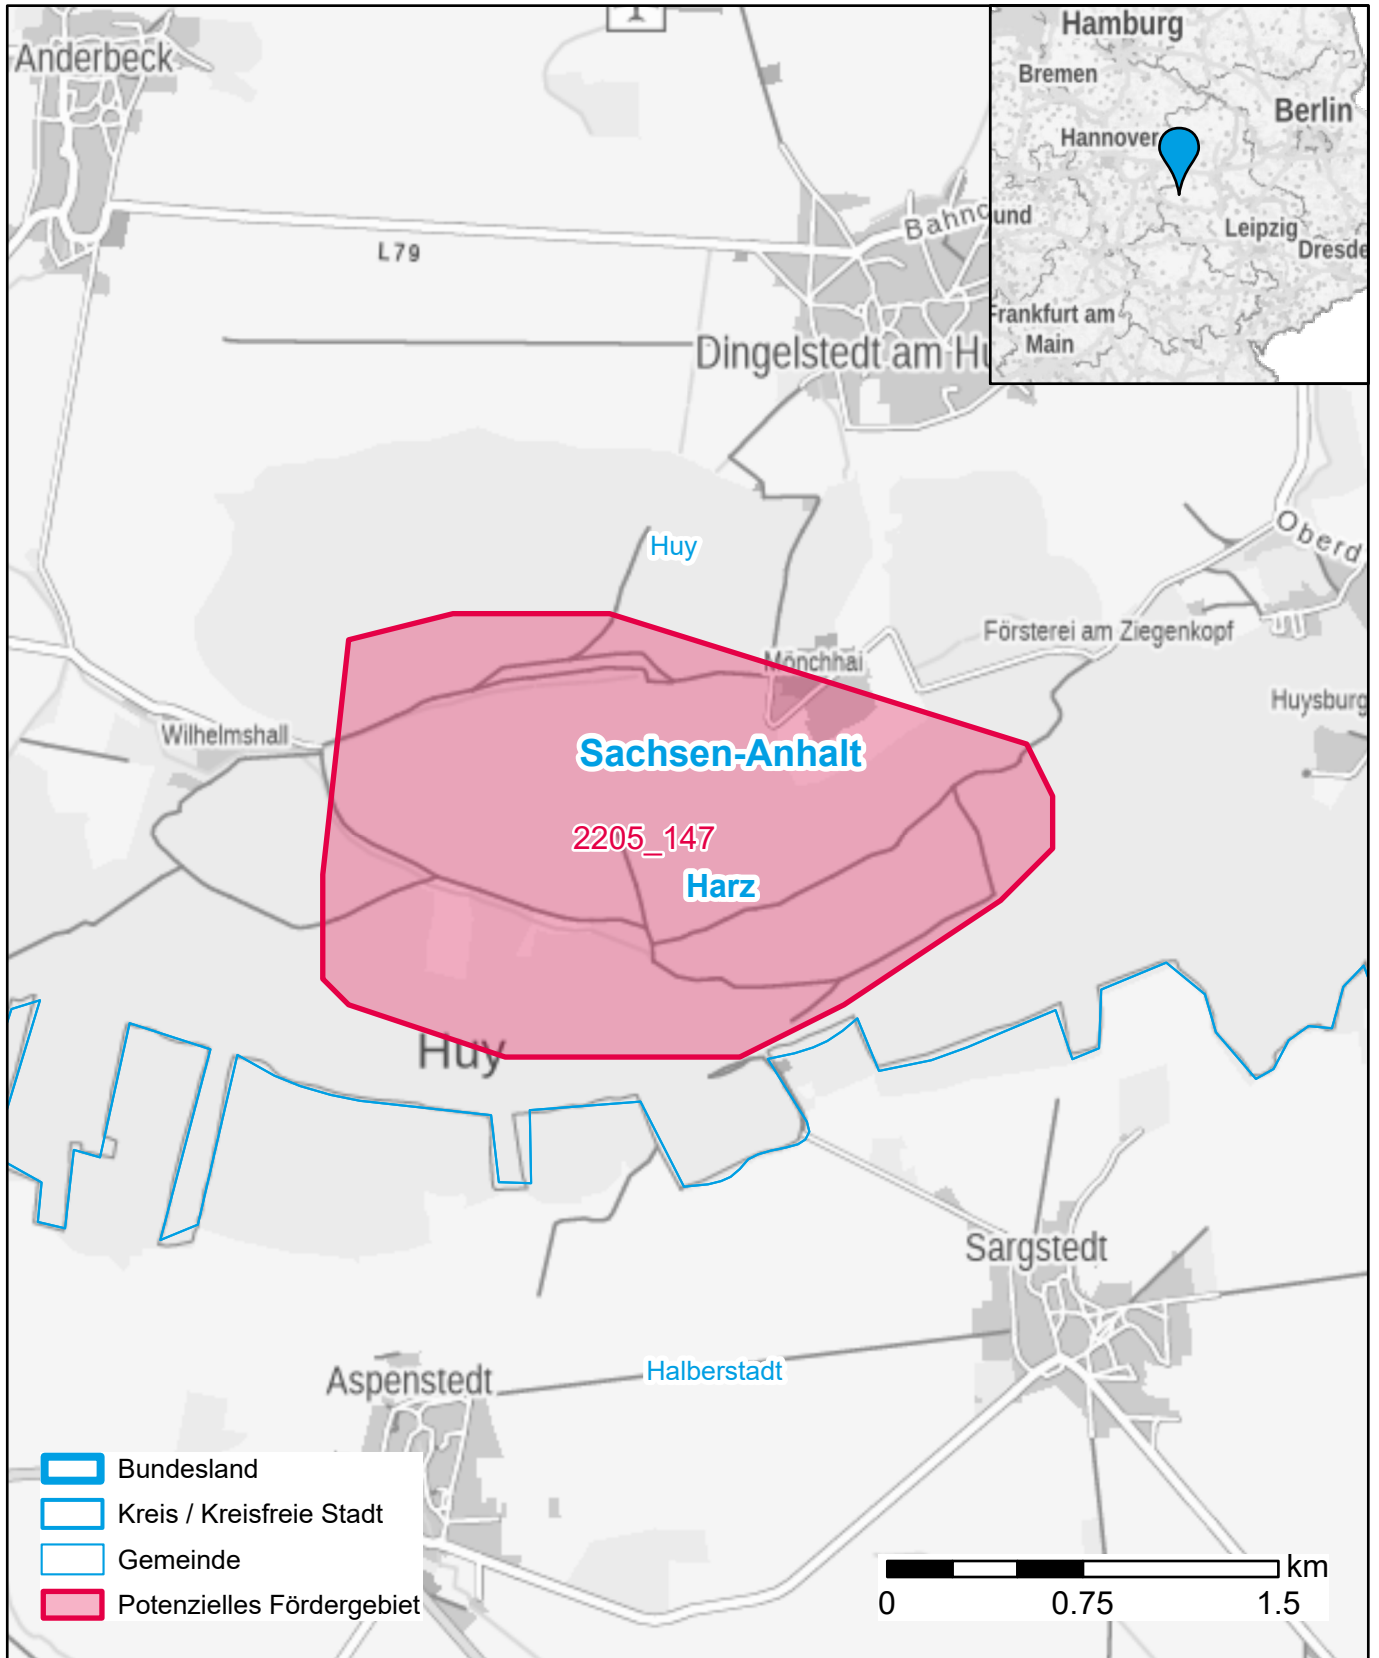 Anderbeck
L79
Bahnc
Dingelstedt am Hu
Hamburg
Bremen
Berlin
Hannover
und
Leipzig
Dresde
Frankfurt am
Main
Huy
Oberd
Försterei am Ziegenkopf
Mönchhai
Huysburg
Wilhelmshall
Sachsen-Anhalt
2205_147
Harz
Huy
Sargstedt
Halberstadt
Aspenstedt
Bundesland
Kreis / Kreisfreie Stadt
Gemeinde
Potenzielles Fördergebiet
km
0 0.75 1.5